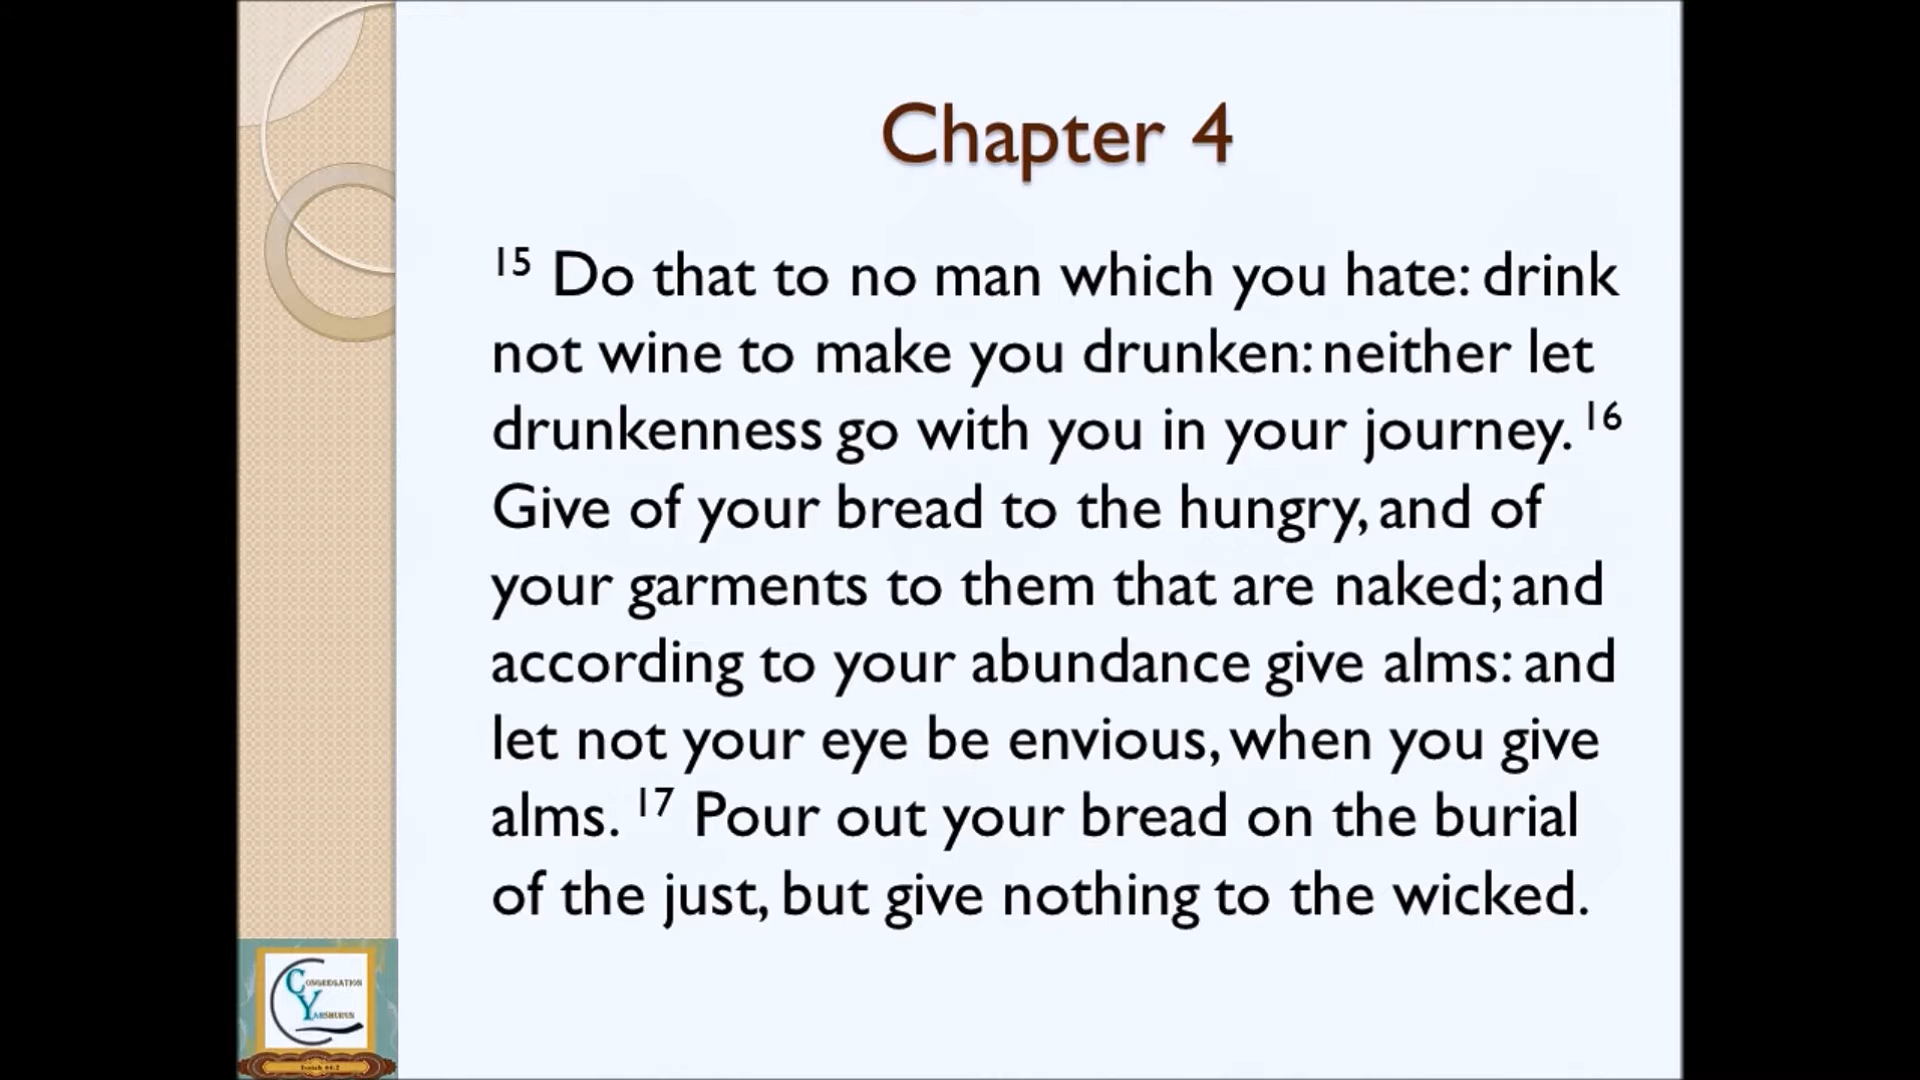 Chapter 4
15 Do that to no man which you hate: drink
not wine to make you drunken: neither let
drunkenness go with you in your journey. 16
Give of your bread to the hungry, and of
your garments to them that are naked; and
according to your abundance give alms: and
let not your eye be envious, when you give
alms. 17 Pour out your bread on the burial
of the just, but give nothing to the wicked.
CONGREGATION
YAHSHURUN
Isaiah 44:2